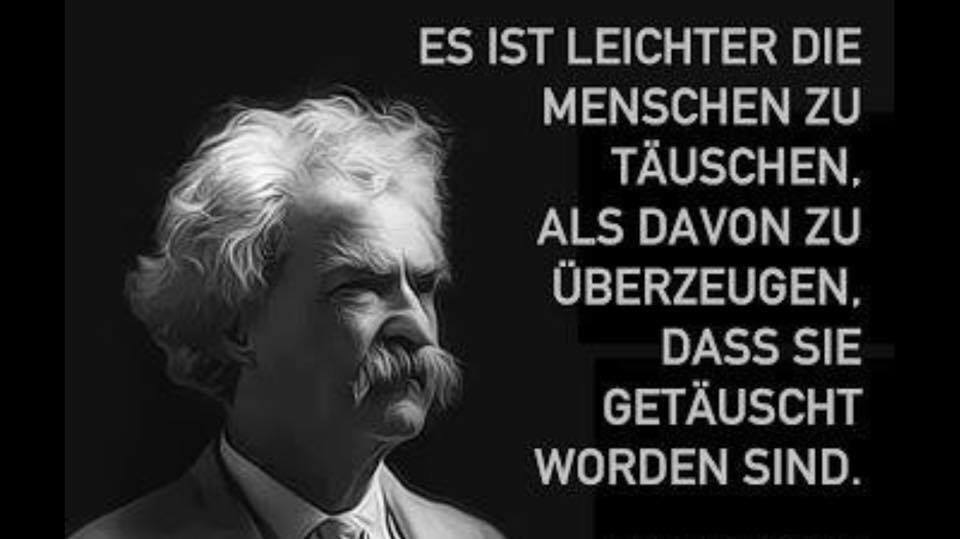 ES IST LEICHTER DIE
MENSCHEN ZU
TÄUSCHEN,
ALS DAVON ZU
ÜBERZEUGEN,
DASS SIE
GETÄUSCHT
WORDEN SIND.